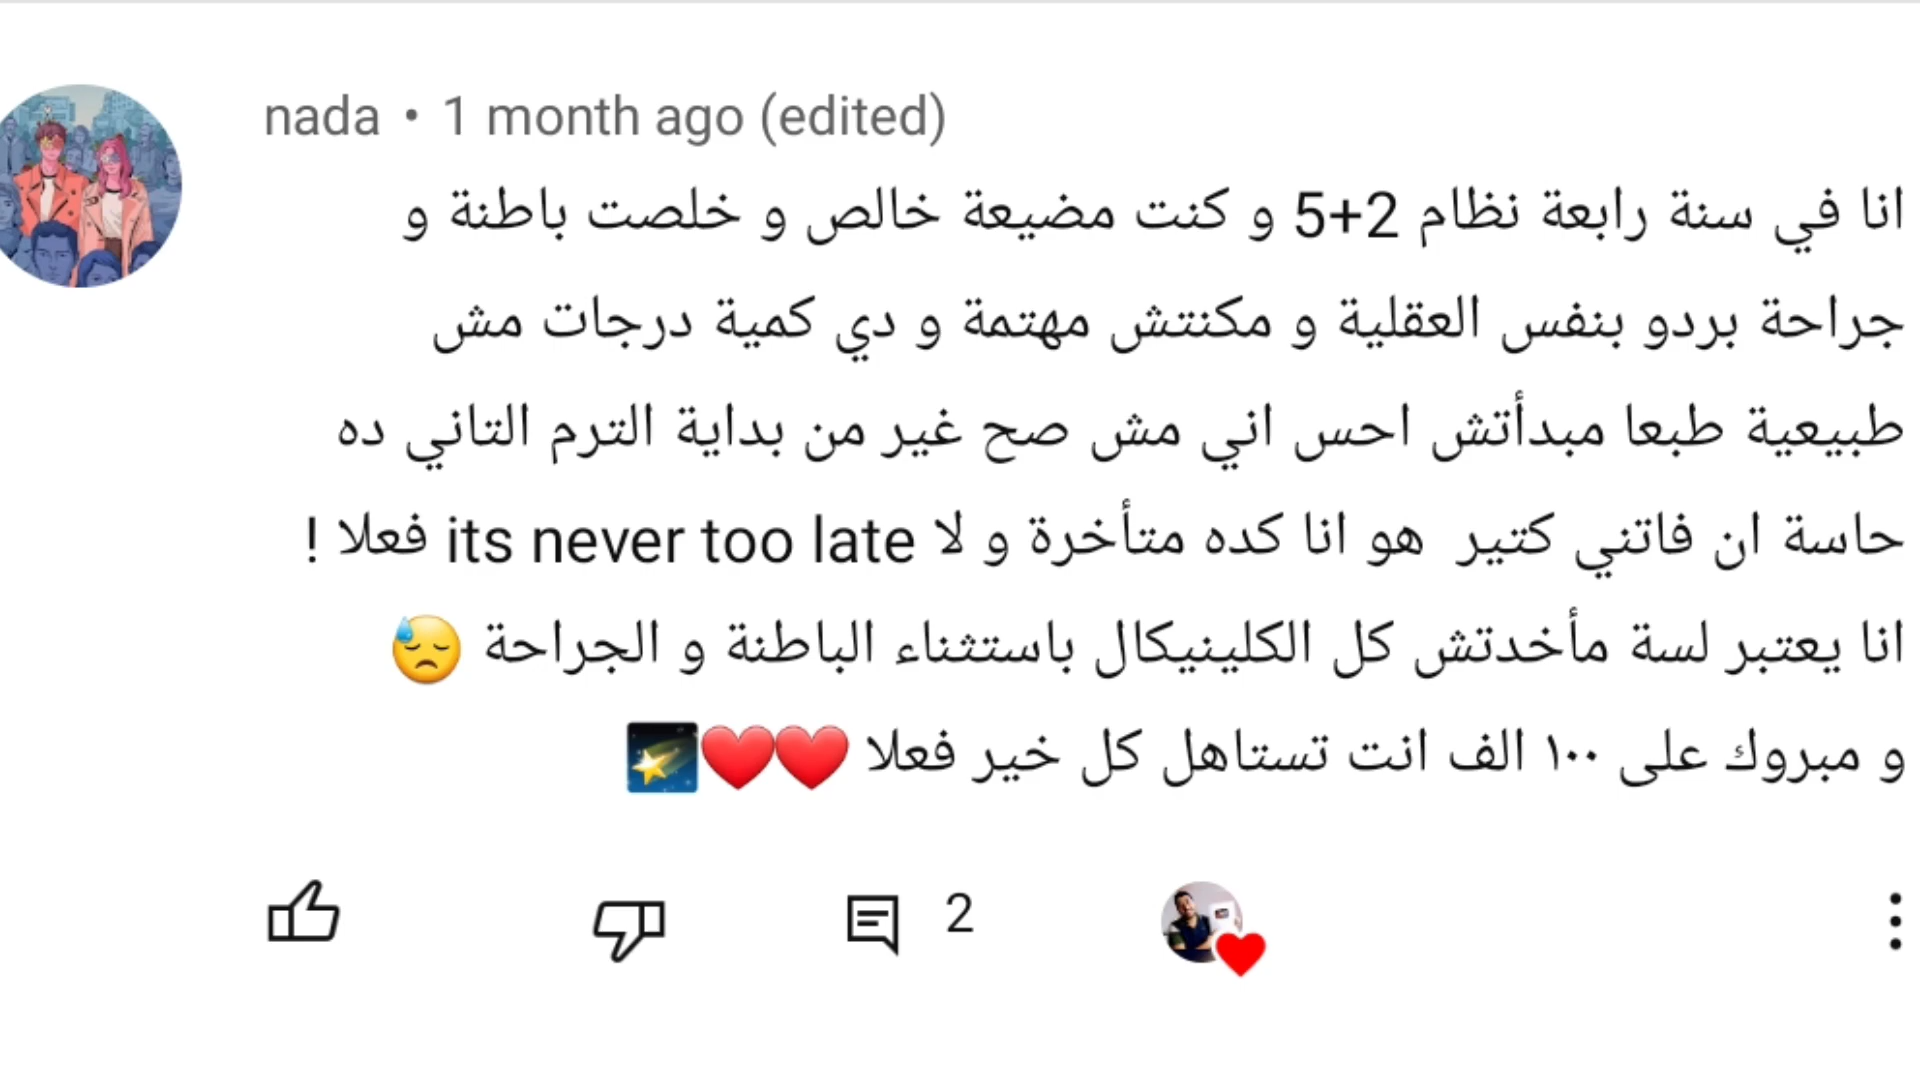 nada • 1 month ago (edited)
انا في سنة رابعة نظام 2+5 و كنت مضيعة خالص و خلصت باطنة و
جراحة بردو بنفس العقلية و مكنتش مهتمة و دي كمية درجات مش
طبيعية طبعا مبدأتش احس اني مش صح غير من بداية الترم التاني ده
حاسة ان فاتني كتير  هو انا كده متأخرة و لا its never too late فعلا !
انا يعتبر لسة مأخدتش كل الكلينيكال باستثناء الباطنة و الجراحة 😓
و مبروك على ١٠٠ الف انت تستاهل كل خير فعلا ❤️❤️🌠
2